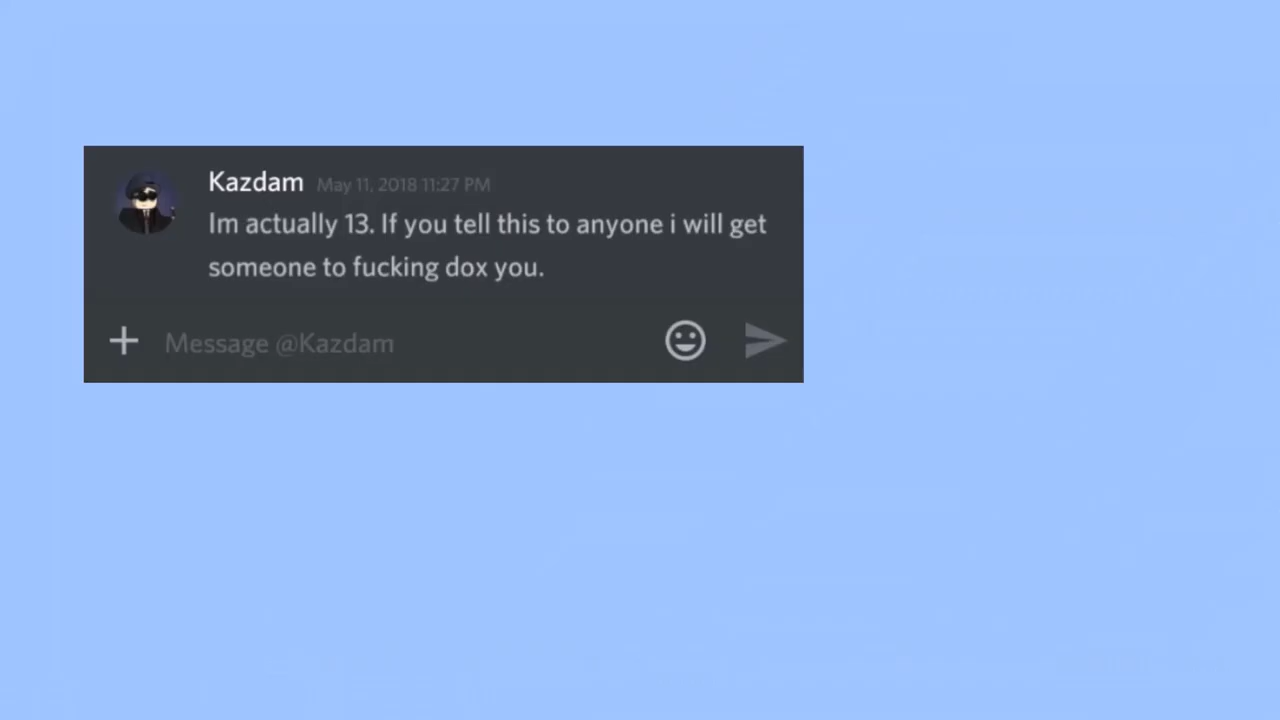 Kazdam May 11, 2018 11:27 PM
Im actually 13. If you tell this to anyone i will get
someone to fucking dox you.
Message @Kazdam